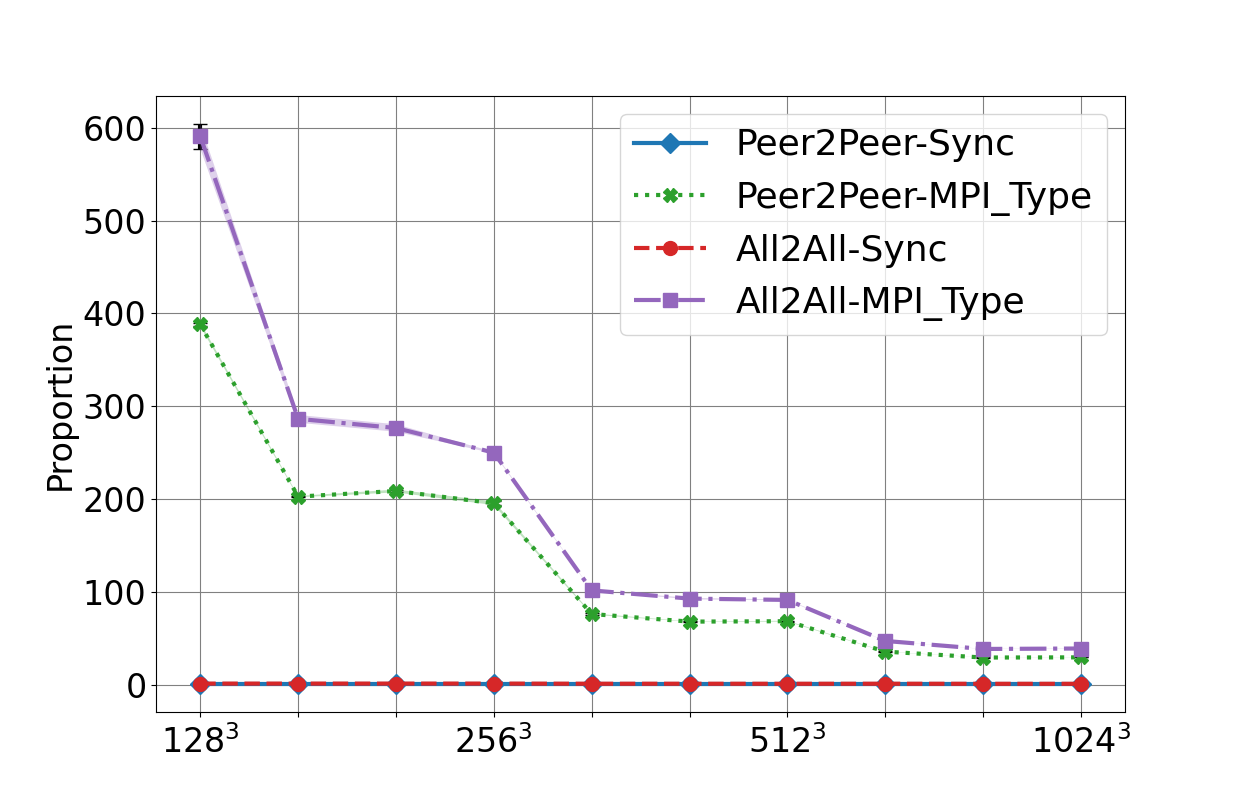 Proportion
600
500
400
300
200
100
0
128³
256³
512³
1024³
Peer2Peer-Sync
Peer2Peer-MPI_Type
All2All-Sync
All2All-MPI_Type